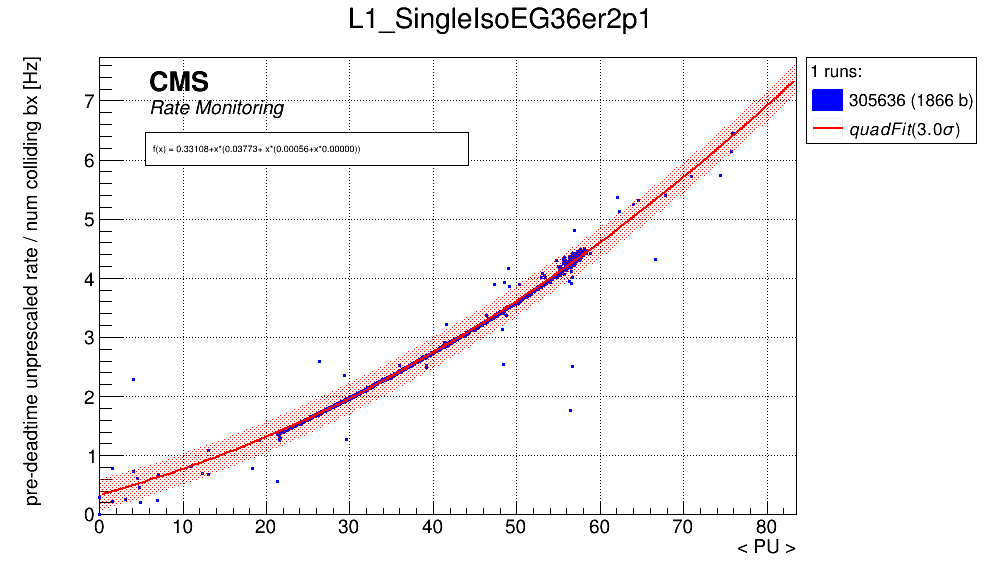 L1_SingleIsoEG36er2p1
pre-deadtime unprescaled rate / num colliding bx [Hz]
CMS
Rate Monitoring
f(x) = 0.33108+x*(0.03773+ x*(0.00056+x*0.00000))
1 runs:
305636 (1866 b)
quadFit(3.0σ)
7
6
5
4
3
2
1
0
0 10 20 30 40 50 60 70 80
< PU >